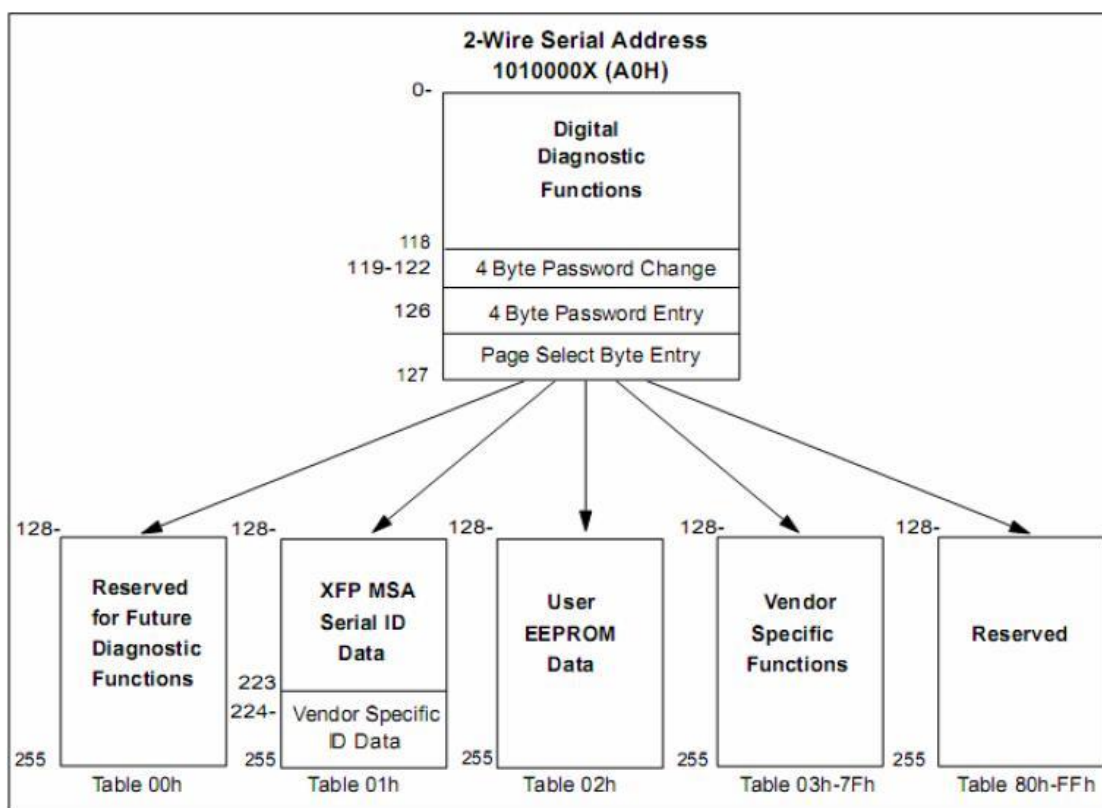 2-Wire Serial Address
1010000X (A0H)
0-
Digital
Diagnostic
Functions
118
119-122
4 Byte Password Change
126
4 Byte Password Entry
Page Select Byte Entry
127
128-
Reserved
for Future
Diagnostic
Functions
255
Table 00h
128-
XFP MSA
Serial ID
Data
223
224-
Vendor Specific
ID Data
255
Table 01h
128-
User
EEPROM
Data
255
Table 02h
128-
Vendor
Specific
Functions
255
Table 03h-7Fh
128-
Reserved
255
Table 80h-FFh